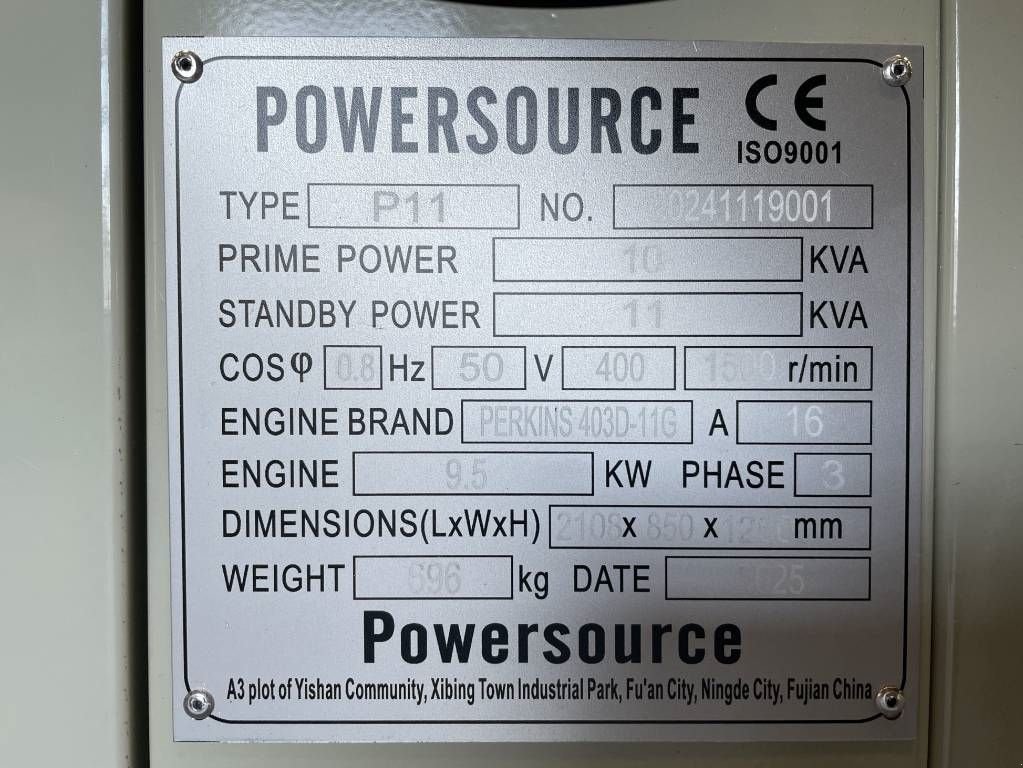 POWERSOURCE CE
ISO9001
TYPE P11 NO. 20241119001
PRIME POWER 10 KVA
STANDBY POWER 11 KVA
COSφ 0.8 Hz 50 V 400 1500 r/min
ENGINE BRAND PERKINS 403D-11G A 16
ENGINE 9.5 KW PHASE 3
DIMENSIONS(LxWxH) 2108x 850 x mm
WEIGHT 696 kg DATE 2025
Powersource
A3 plot of Yishan Community, Xibing Town Industrial Park, Fu'an City, Ningde City, Fujian China